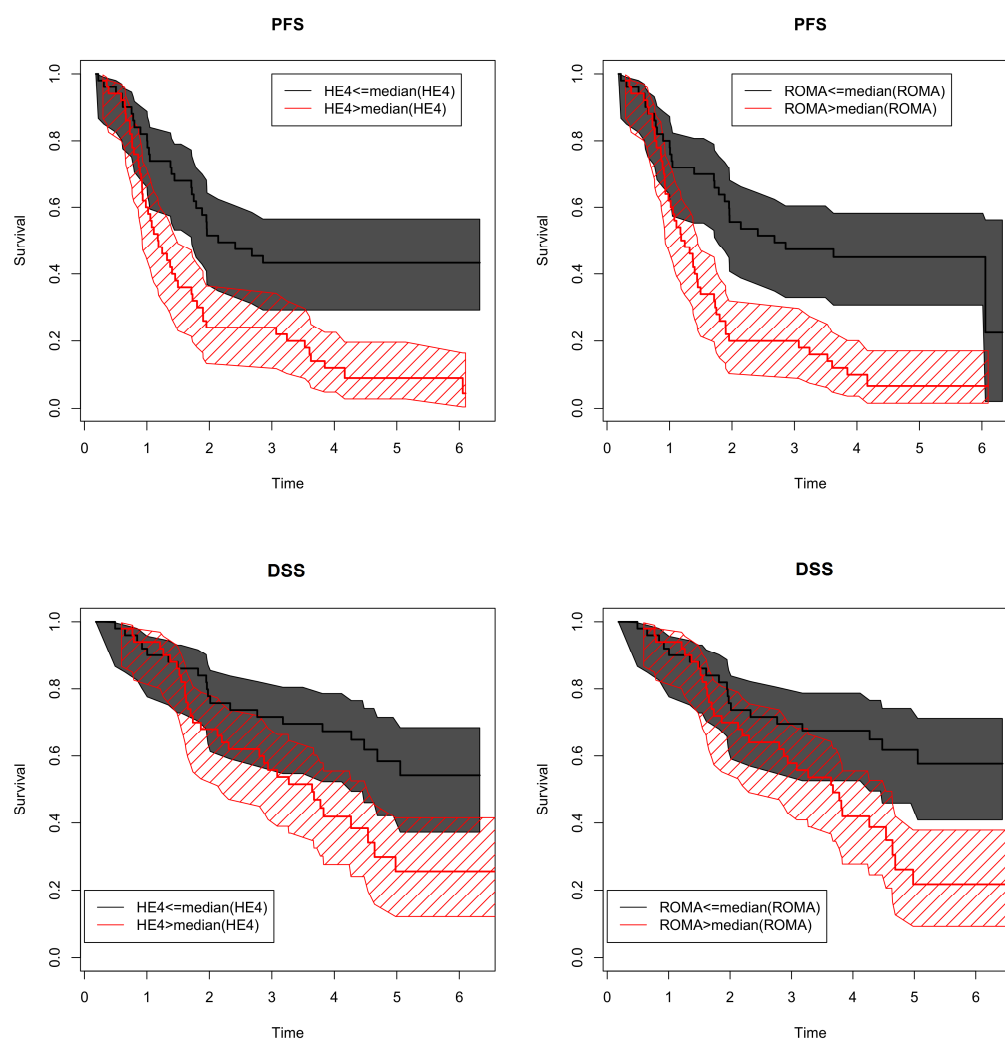 PFS
HE4<=median(HE4)
HE4>median(HE4)
Survival
0.0 0.2 0.4 0.6 0.8 1.0
0 1 2 3 4 5 6
Time
PFS
ROMA<=median(ROMA)
ROMA>median(ROMA)
Survival
0.0 0.2 0.4 0.6 0.8 1.0
0 1 2 3 4 5 6
Time
DSS
HE4<=median(HE4)
HE4>median(HE4)
Survival
0.0 0.2 0.4 0.6 0.8 1.0
0 1 2 3 4 5 6
Time
DSS
ROMA<=median(ROMA)
ROMA>median(ROMA)
Survival
0.0 0.2 0.4 0.6 0.8 1.0
0 1 2 3 4 5 6
Time